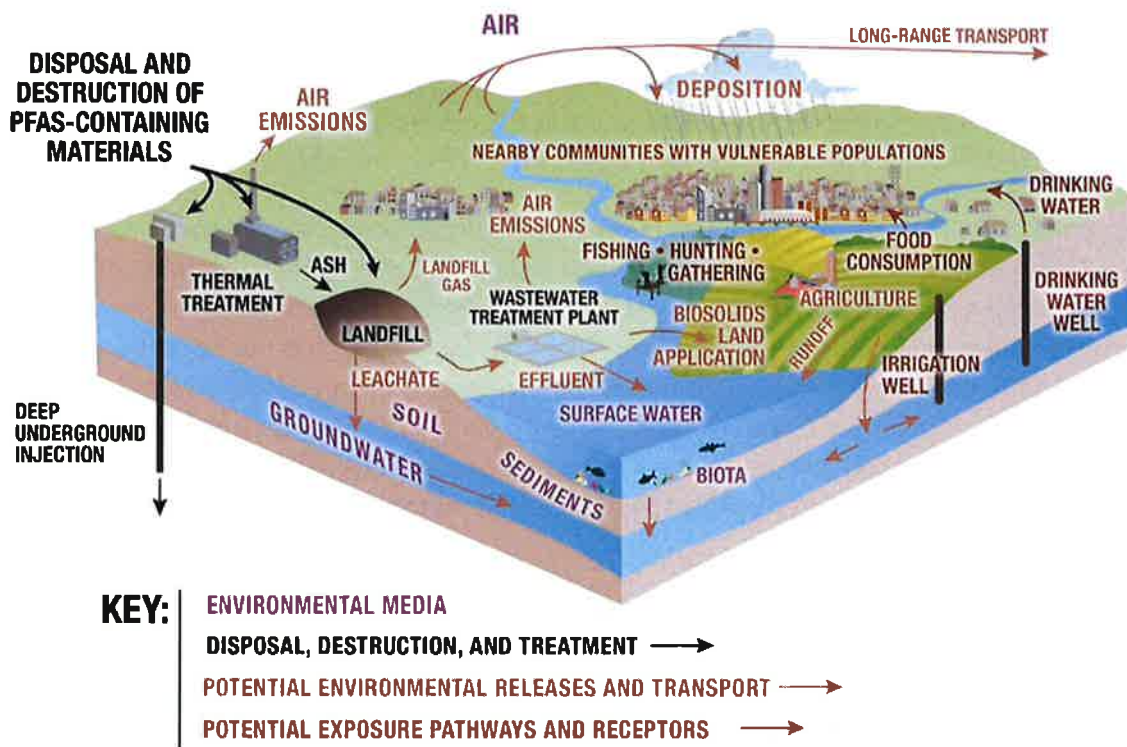 AIR
LONG-RANGE TRANSPORT
DISPOSAL AND
DESTRUCTION OF
PFAS-CONTAINING
MATERIALS
DEPOSITION
AIR
EMISSIONS
NEARBY COMMUNITIES WITH VULNERABLE POPULATIONS
DRINKING
WATER
AIR
EMISSIONS
FISHING • HUNTING •
GATHERING
FOOD
CONSUMPTION
THERMAL
TREATMENT
ASH
LANDFILL
GAS
LANDFILL
WASTEWATER
TREATMENT PLANT
AGRICULTURE
DRINKING
WATER
WELL
BIOSOLIDS
LAND
APPLICATION
RUNOFF
LEACHATE
EFFLUENT
IRRIGATION
WELL
SURFACE WATER
DEEP
UNDERGROUND
INJECTION
SOIL
GROUNDWATER
SEDIMENTS
BIOTA
KEY:
ENVIRONMENTAL MEDIA
DISPOSAL, DESTRUCTION, AND TREATMENT
POTENTIAL ENVIRONMENTAL RELEASES AND TRANSPORT
POTENTIAL EXPOSURE PATHWAYS AND RECEPTORS